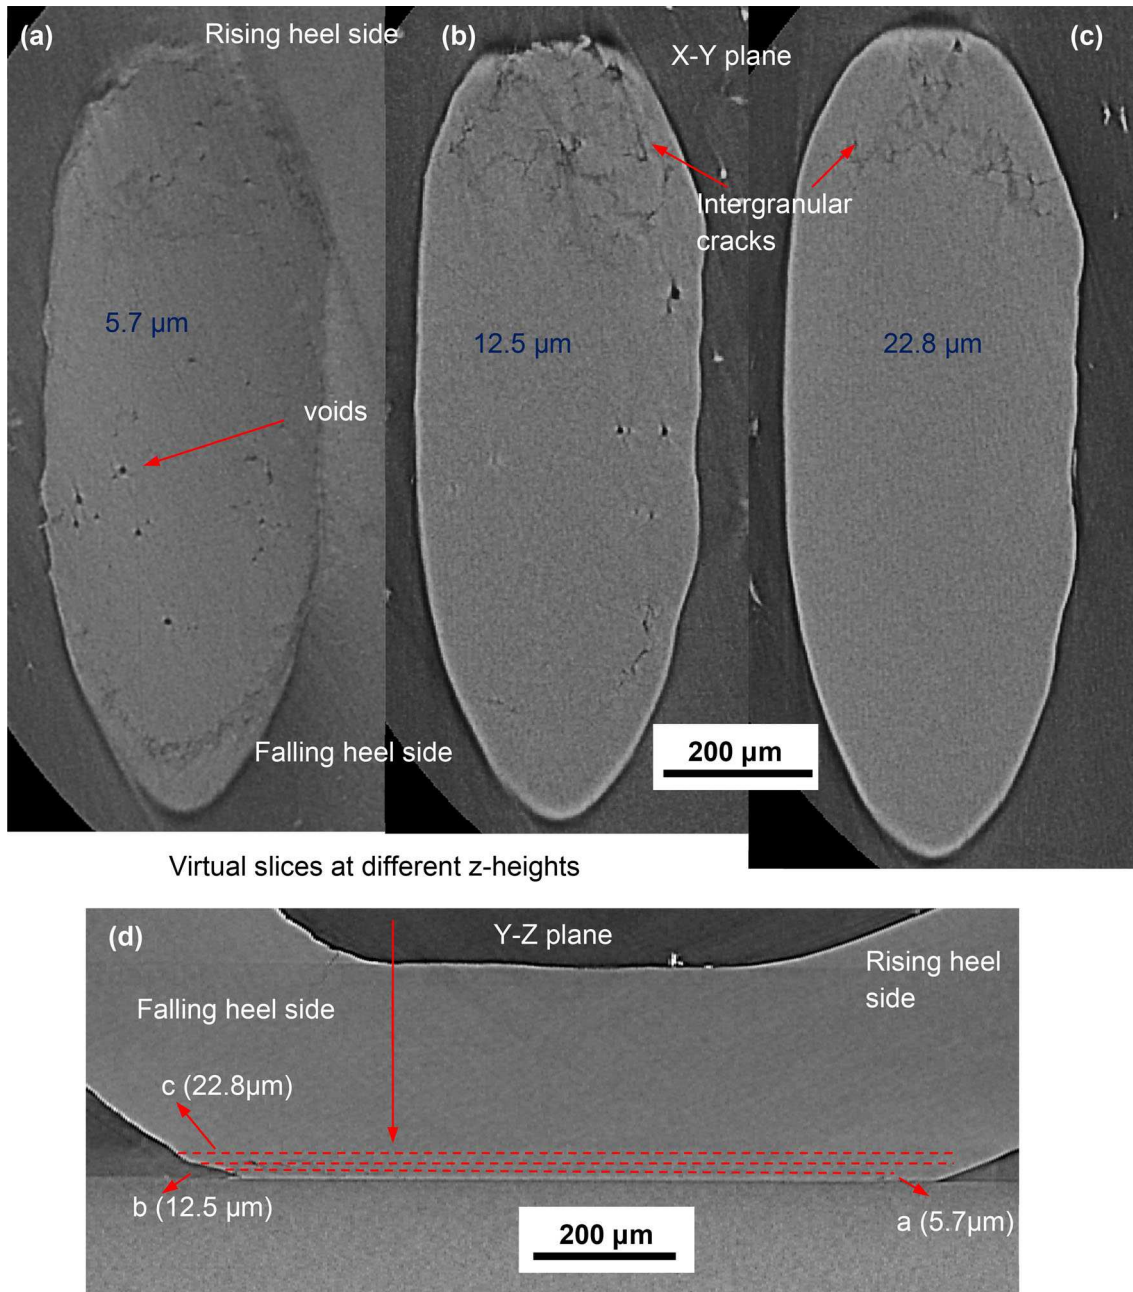 (a)
Rising heel side
(b)
X-Y plane
(c)
Intergranular
cracks
5.7 µm
12.5 µm
22.8 µm
voids
Falling heel side
200 µm
Virtual slices at different z-heights
(d)
Y-Z plane
Rising heel
side
Falling heel side
c (22.8µm)
b (12.5 µm)
a (5.7µm)
200 µm